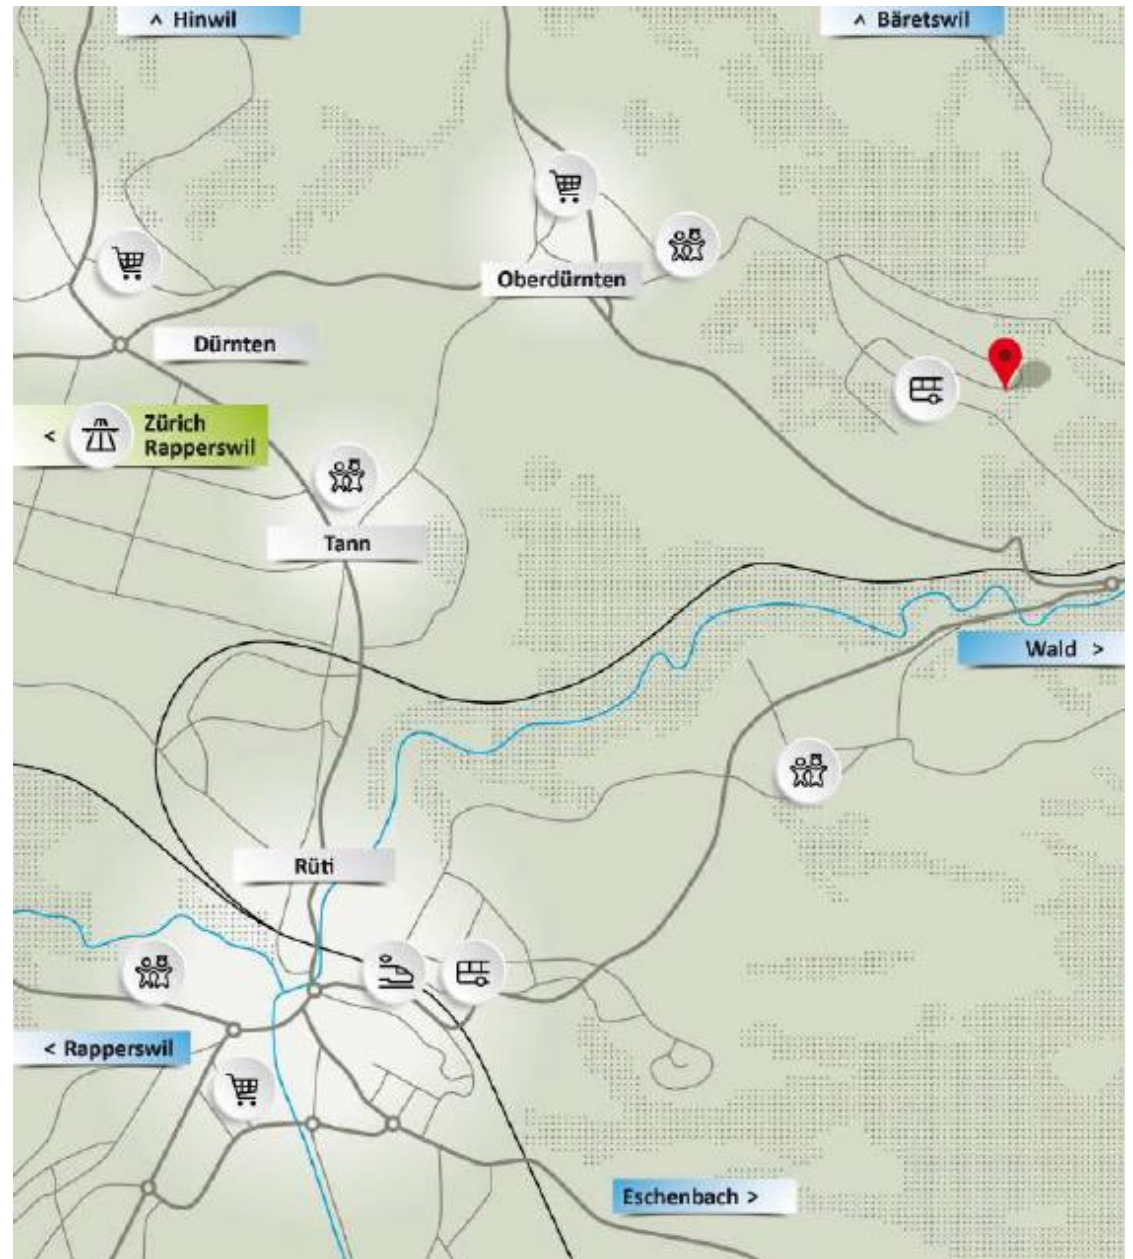 ^ Hinwil
^ Bäretswil
Oberdürnten
Dürnten
< Zürich
Rapperswil
Tann
Wald >
Rüti
< Rapperswil
Eschenbach >